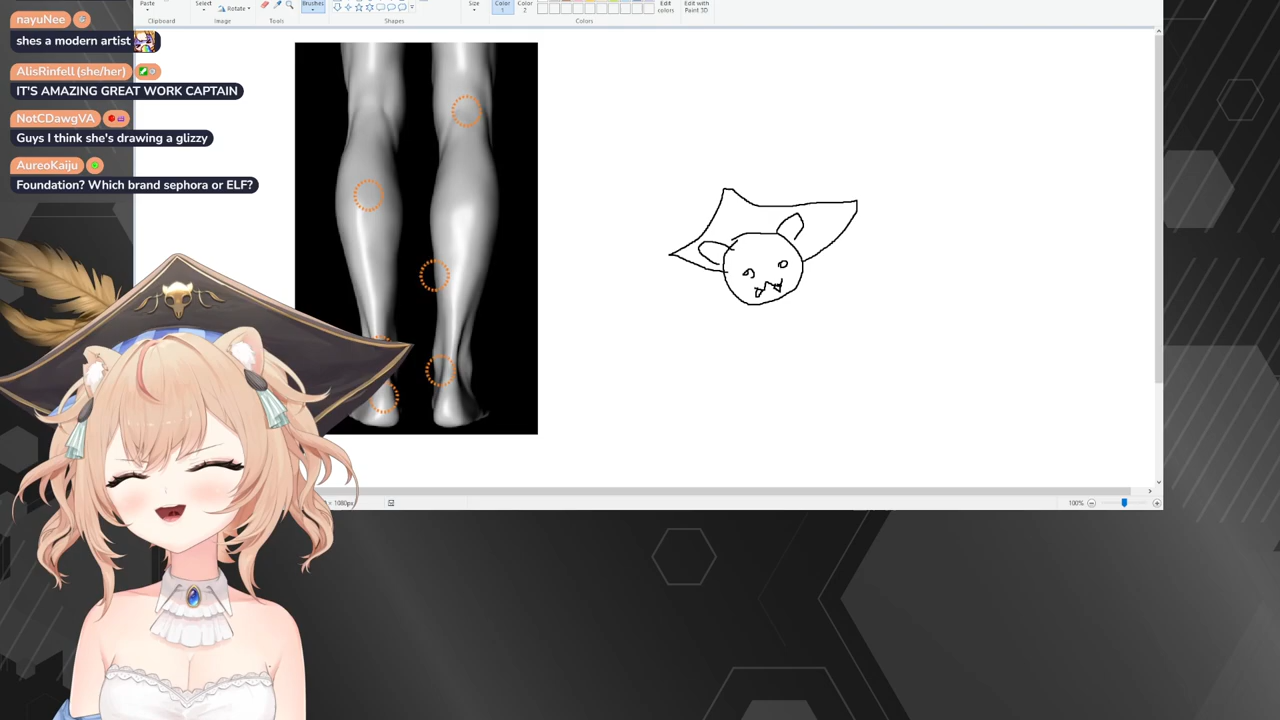 nayuNee
shes a modern artist
AlisRinfell (she/her)
IT'S AMAZING GREAT WORK CAPTAIN
NotCDawgVA
Guys I think she's drawing a glizzy
AureoKaiju
Foundation? Which brand sephora or ELF?
Paste
Select
Rotate
Brushes
Size
Color 1
Color 2
Edit colors
Edit with Paint 3D
Clipboard
Image
Tools
Shapes
Colors
× 1080px
100%